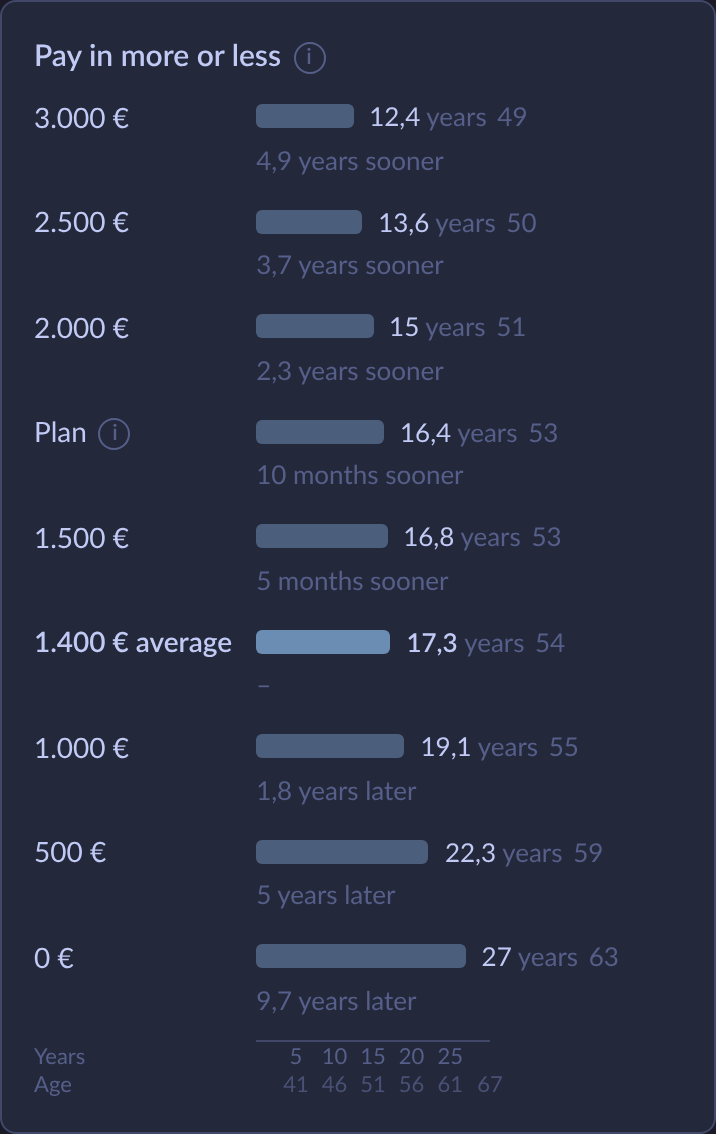 Pay in more or less
3.000 € 12,4 years 49
4,9 years sooner
2.500 € 13,6 years 50
3,7 years sooner
2.000 € 15 years 51
2,3 years sooner
Plan 16,4 years 53
10 months sooner
1.500 € 16,8 years 53
5 months sooner
1.400 € average 17,3 years 54
–
1.000 € 19,1 years 55
1,8 years later
500 € 22,3 years 59
5 years later
0 € 27 years 63
9,7 years later
Years 5 10 15 20 25
Age 41 46 51 56 61 67